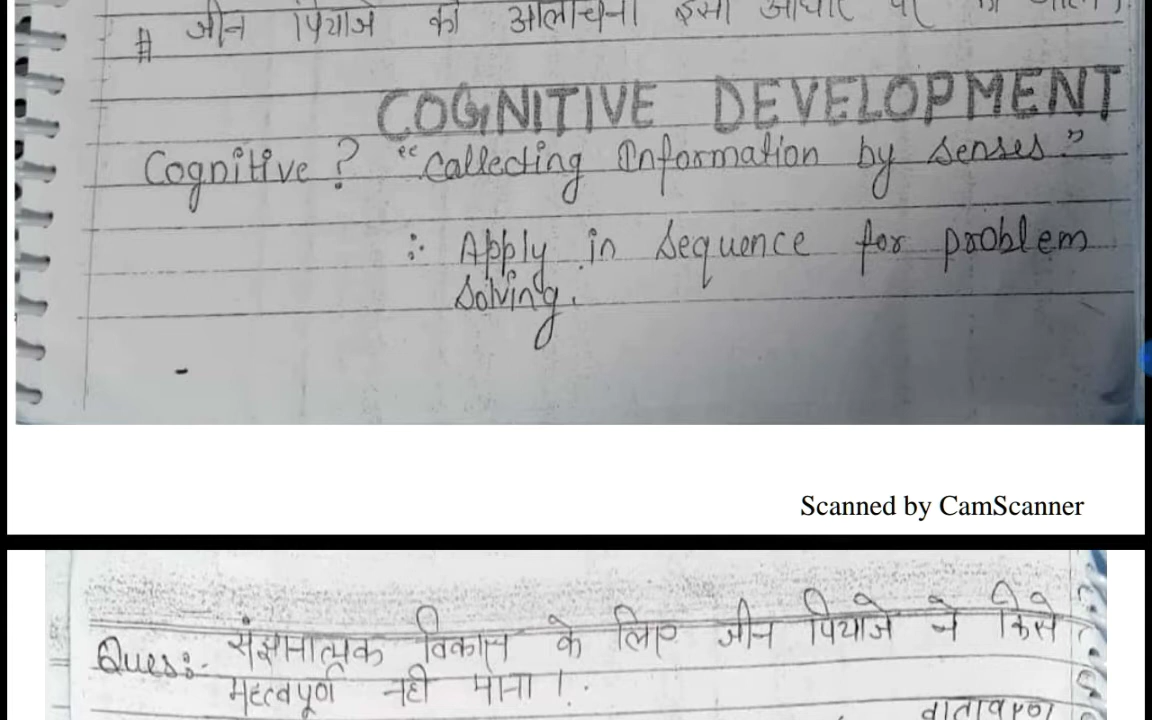 # जीन पियाजे की आलोचना इसी आधार पर की
COGNITIVE DEVELOPMENT
Cognitive? "Collecting Information by senses"
∴ Apply in sequence for problem
solving.
Scanned by CamScanner
Ques:- संज्ञानात्मक विकास के लिए जीन पियाजे ने किसे
महत्वपूर्ण नही माना।
वातावरण